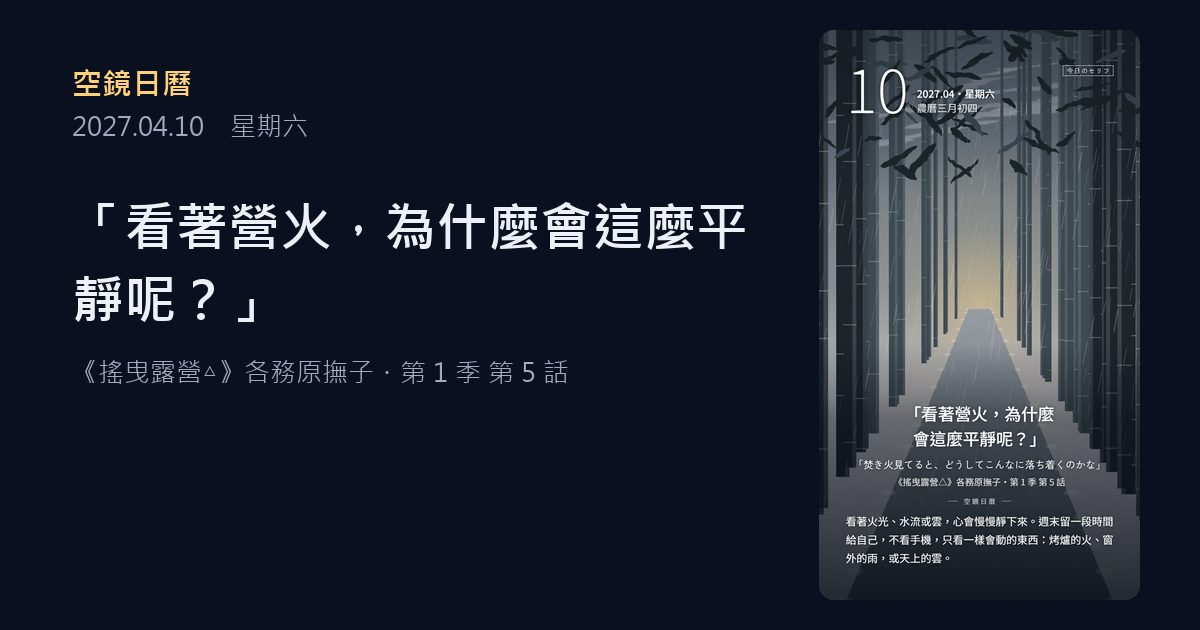 空鏡日曆
2027.04.10 星期六
「看著營火，為什麼會這麼平
靜呢？」
《搖曳露營△》各務原撫子・第 1 季 第 5 話
今日のセリフ
10
2027.04・星期六
農曆三月初四
「看著營火，為什麼
會這麼平靜呢？」
「焚き火見てると、どうしてこんなに落ち着くのかな」
《搖曳露營△》各務原撫子・第 1 季 第 5 話
— 空鏡日曆 —
看著火光、水流或雲，心會慢慢靜下來。週末留一段時間
給自己，不看手機，只看一樣會動的東西：烤爐的火、窗
外的雨，或天上的雲。